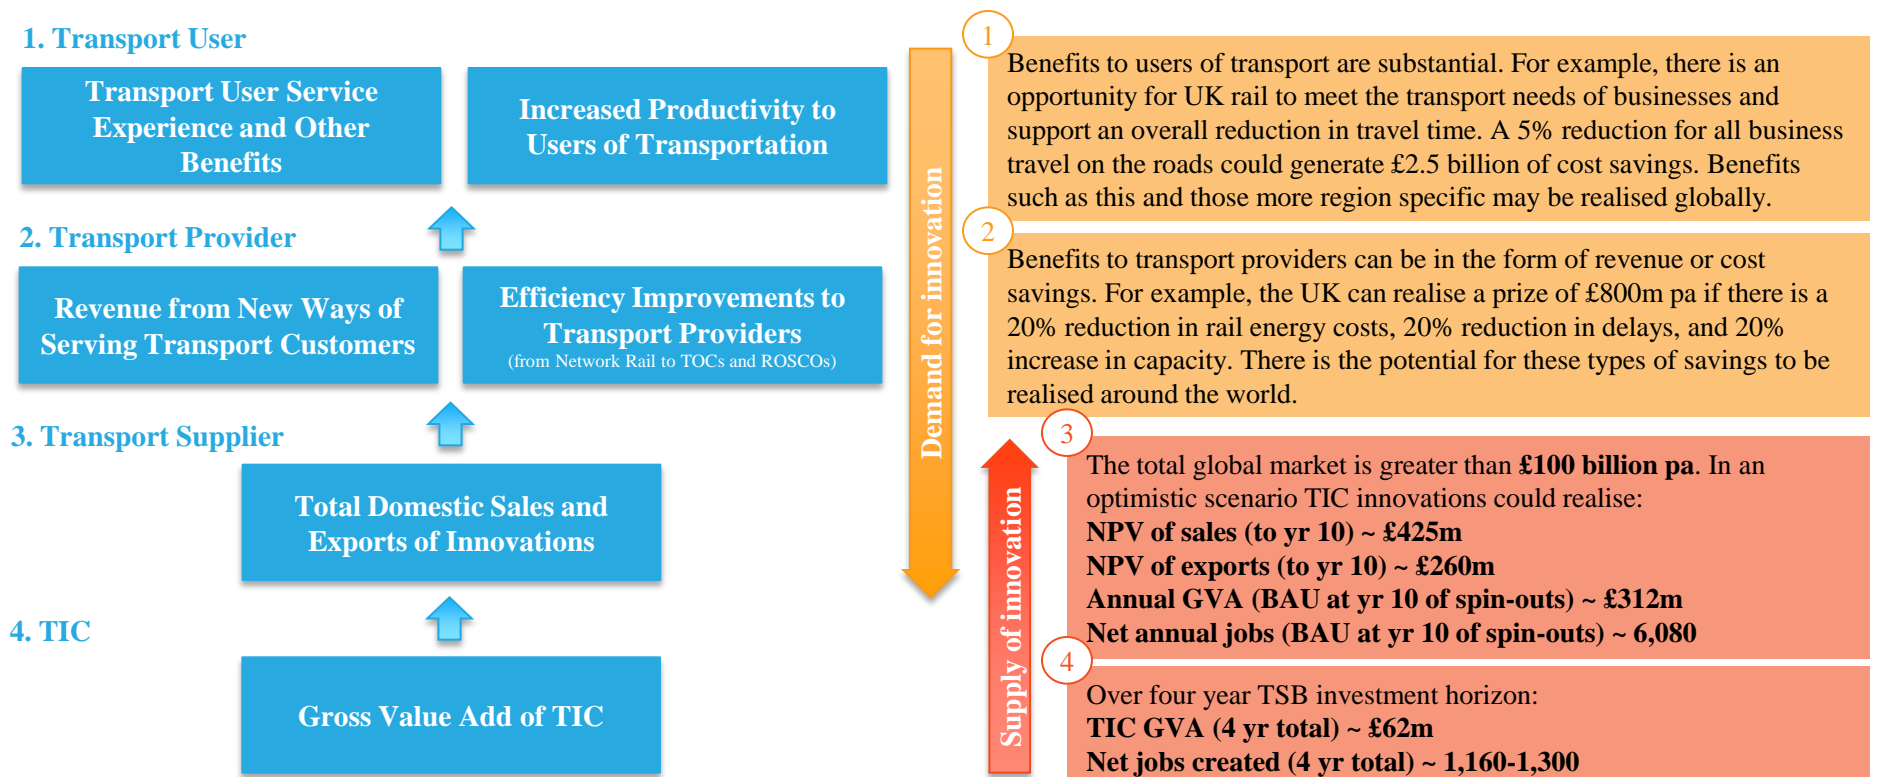 1. Transport User
Transport User Service
Experience and Other
Benefits
Increased Productivity to
Users of Transportation
2. Transport Provider
Revenue from New Ways of
Serving Transport Customers
Efficiency Improvements to
Transport Providers
(from Network Rail to TOCs and ROSCOs)
3. Transport Supplier
Total Domestic Sales and
Exports of Innovations
4. TIC
Gross Value Add of TIC
Demand for innovation
Supply of innovation
1
Benefits to users of transport are substantial. For example, there is an
opportunity for UK rail to meet the transport needs of businesses and
support an overall reduction in travel time. A 5% reduction for all business
travel on the roads could generate £2.5 billion of cost savings. Benefits
such as this and those more region specific may be realised globally.
2
Benefits to transport providers can be in the form of revenue or cost
savings. For example, the UK can realise a prize of £800m pa if there is a
20% reduction in rail energy costs, 20% reduction in delays, and 20%
increase in capacity. There is the potential for these types of savings to be
realised around the world.
3
The total global market is greater than £100 billion pa. In an
optimistic scenario TIC innovations could realise:
NPV of sales (to yr 10) ~ £425m
NPV of exports (to yr 10) ~ £260m
Annual GVA (BAU at yr 10 of spin-outs) ~ £312m
Net annual jobs (BAU at yr 10 of spin-outs) ~ 6,080
4
Over four year TSB investment horizon:
TIC GVA (4 yr total) ~ £62m
Net jobs created (4 yr total) ~ 1,160-1,300